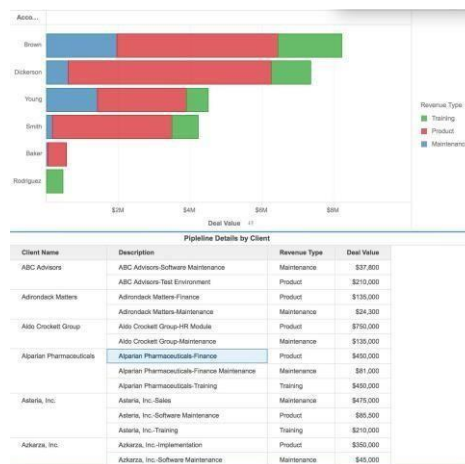 Acco...
Brown
Dickerson
Young
Smith
Baker
Rodriguez
$2M $4M $6M $8M
Deal Value
Revenue Type
Training
Product
Maintenanc
Pipleline Details by Client
Client Name Description Revenue Type Deal Value
ABC Advisors ABC Advisors-Software Maintenance Maintenance $37,800
ABC Advisors-Test Environment Product $210,000
Adirondack Matters Adirondack Matters-Finance Product $135,000
Adirondack Matters-Maintenance Maintenance $24,300
Aldo Crockett Group Aldo Crockett Group-HR Module Product $750,000
Aldo Crockett Group-Maintenance Maintenance $135,000
Alparian Pharmaceuticals Alparian Pharmaceuticals-Finance Product $450,000
Alparian Pharmaceuticals-Finance Maintenance Maintenance $81,000
Alparian Pharmaceuticals-Training Training $450,000
Asteria, Inc. Asteria, Inc.-Sales Maintenance $475,000
Asteria, Inc.-Software Maintenance Product $85,500
Asteria, Inc.-Training Training $210,000
Azkarza, Inc. Azkarza, Inc.-Implementation Product $350,000
Azkarza, Inc.-Software Maintenance Maintenance $45,000